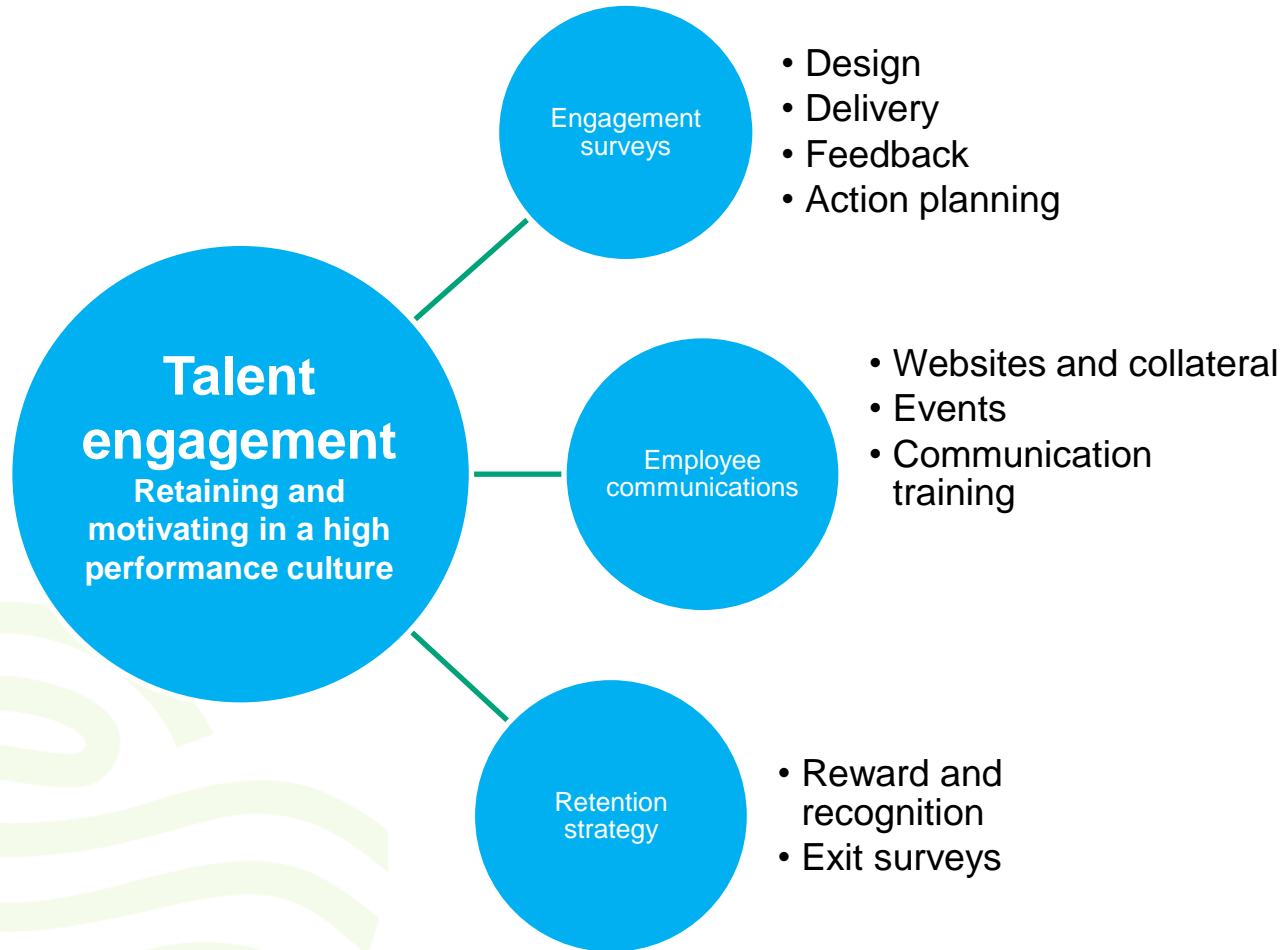 Talent
engagement
Retaining and
motivating in a high
performance culture
Engagement
surveys
• Design
• Delivery
• Feedback
• Action planning
Employee
communications
• Websites and collateral
• Events
• Communication
training
Retention
strategy
• Reward and
recognition
• Exit surveys